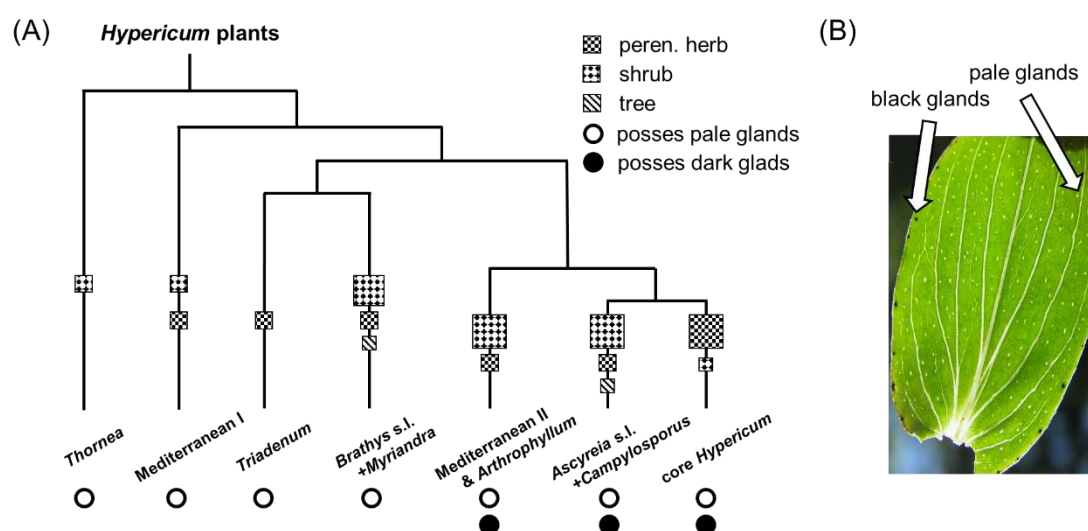 (A)
Hypericum plants
peren. herb
shrub
tree
posses pale glands
posses dark glads
Thornea
Mediterranean I
Triadenum
Brathys s.l.
+Myriandra
Mediterranean II
& Arthrophyllum
Ascyreia s.l.
+Campylosporus
core Hypericum
(B)
pale glands
black glands